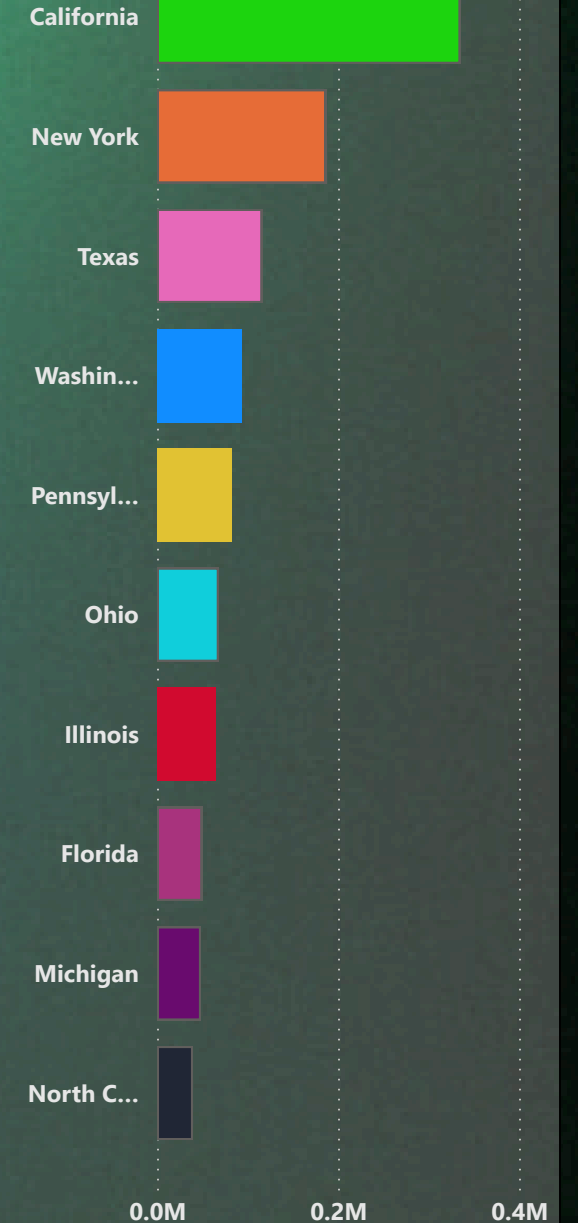 California
New York
Texas
Washin...
Pennsyl...
Ohio
Illinois
Florida
Michigan
North C...
0.0M 0.2M 0.4M